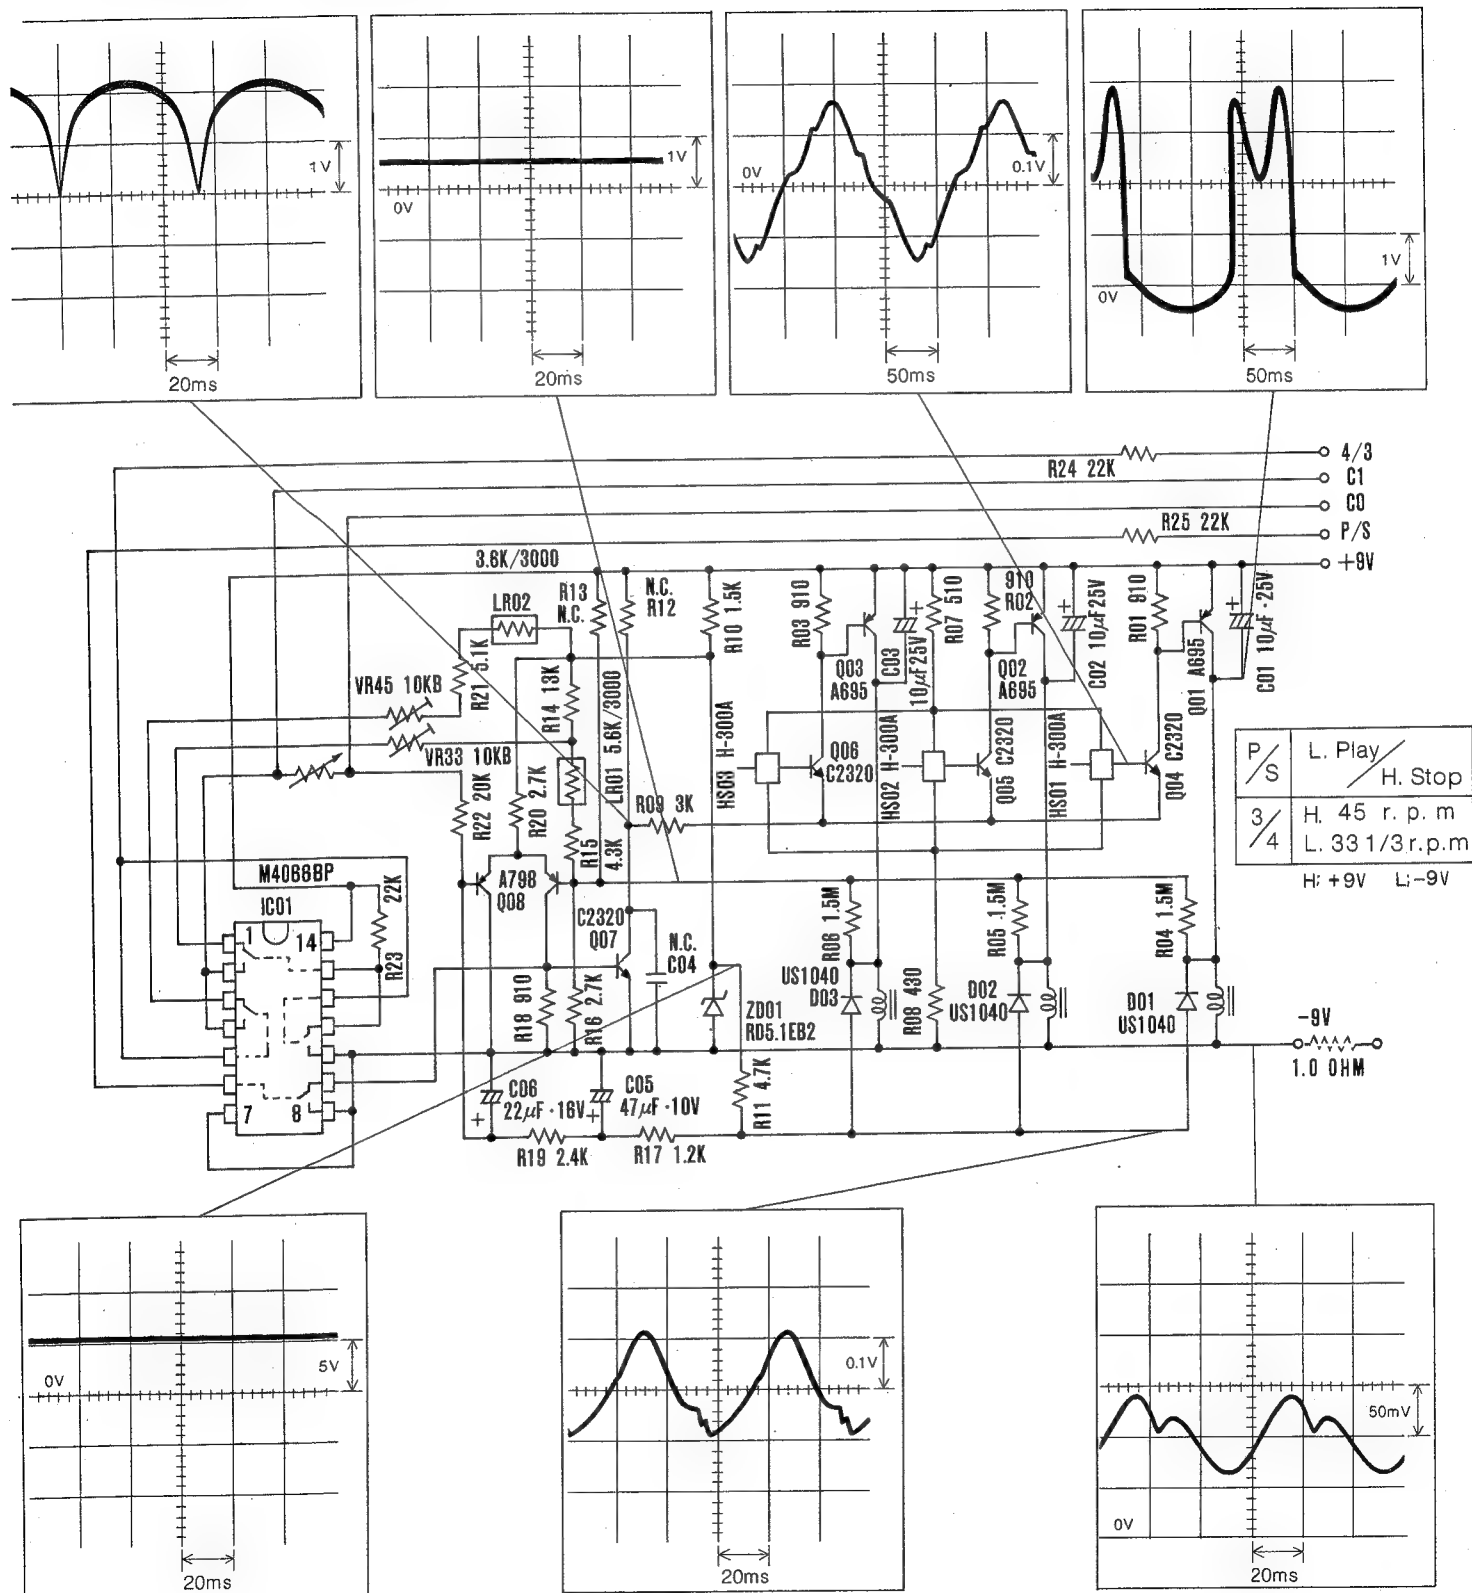 1V
20ms
0V
1V
20ms
0V
0.1V
50ms
0V
1V
50ms
R24 22K
4/3
C1
C0
R25 22K
P/S
+9V
3.6K/3000
LR02
R13
N.C.
N.C.
R12
R10 1.5K
R03 910
Q03
A695
C03
10μF25V
R07 510
910
R02
Q02
A695
C02 10μF25V
R01 910
A695
Q01
C01 10μF·25V
VR45 10KB
R21 5.1K
R14 13K
VR33 10KB
LR01 5.6K/3000
R22 20K
R20 2.7K
R15
4.3K
R09 3K
HS03 H-300A
Q06
C2320
HS02 H-300A
Q05 C2320
HS01 H-300A
Q04 C2320
P/S
L. Play/
H. Stop
3/4
H. 45 r. p. m
L. 33 1/3 r.p.m
H; +9V L;-9V
M4066BP
IC01
22K
R23
1
14
7
8
A798
Q08
C2320
Q07
N.C.
C04
R18 910
R16 2.7K
ZD01
RD5.1EB2
R06 1.5M
US1040
D03
R08 430
R05 1.5M
D02
US1040
R04 1.5M
D01
US1040
-9V
1.0 OHM
C06
22μF·16V
+
C05
47μF·10V
+
R11 4.7K
R19 2.4K
R17 1.2K
0V
5V
20ms
0.1V
20ms
50mV
0V
20ms